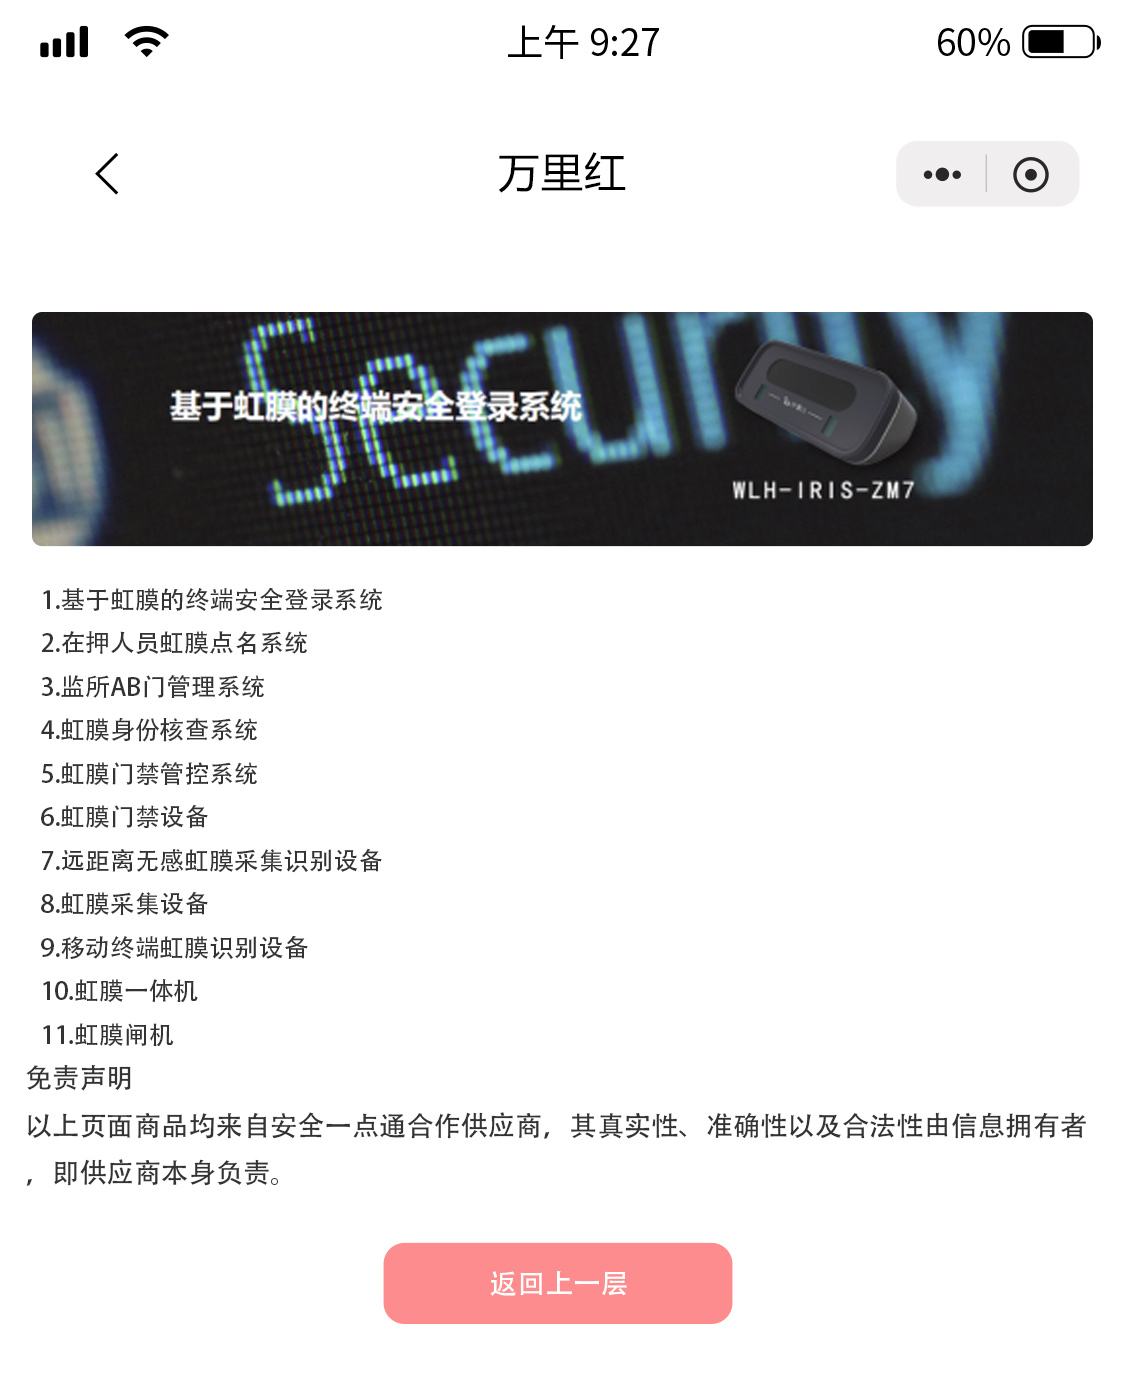 上午 9:27
60%
万里红
Security
基于虹膜的终端安全登录系统
WLH-IRIS-ZM7
1.基于虹膜的终端安全登录系统
2.在押人员虹膜点名系统
3.监所AB门管理系统
4.虹膜身份核查系统
5.虹膜门禁管控系统
6.虹膜门禁设备
7.远距离无感虹膜采集识别设备
8.虹膜采集设备
9.移动终端虹膜识别设备
10.虹膜一体机
11.虹膜闸机
免责声明
以上页面商品均来自安全一点通合作供应商，其真实性、准确性以及合法性由信息拥有者
，即供应商本身负责。
返回上一层